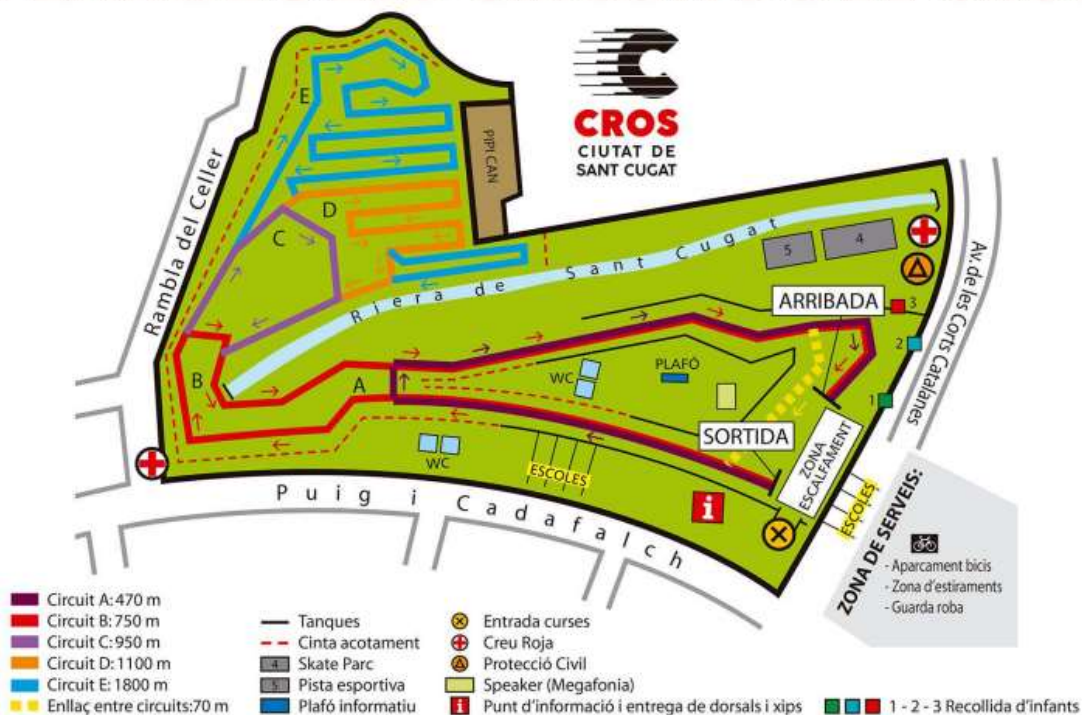 CROS
CIUTAT DE
SANT CUGAT
E
PIPI CAN
Rambla del Celler
D
C
Riera de Sant Cugat
5
4
Av. de les Corts Catalanes
ARRIBADA
3
2
B
A
WC
PLAFÓ
1
SORTIDA
ZONA
ESCALFAMENT
WC
ESCOLES
ESCOLES
i
Puig i Cadafalch
ZONA DE SERVEIS:
- Aparcament bicis
- Zona d'estiraments
- Guarda roba
Circuit A: 470 m
Circuit B: 750 m
Circuit C: 950 m
Circuit D: 1100 m
Circuit E: 1800 m
Enllaç entre circuits: 70 m
Tanques
Cinta acotament
4 Skate Parc
5 Pista esportiva
Plafó informatiu
Entrada curses
Creu Roja
Protecció Civil
Speaker (Megafonia)
i Punt d'informació i entrega de dorsals i xips
1 - 2 - 3 Recollida d'infants